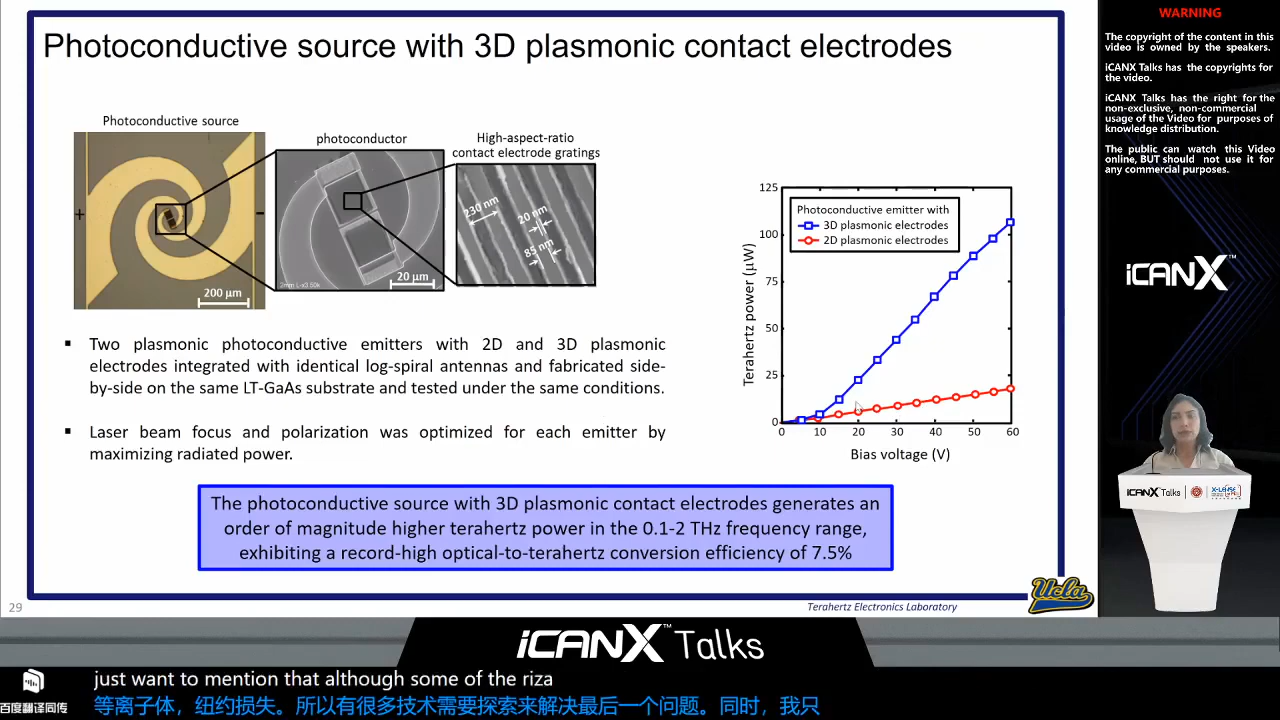 Photoconductive source with 3D plasmonic contact electrodes
Photoconductive source
photoconductor
High-aspect-ratio
contact electrode gratings
+
-
200 μm
20 μm
230 nm
20 nm
85 nm
Two plasmonic photoconductive emitters with 2D and 3D plasmonic
electrodes integrated with identical log-spiral antennas and fabricated side-
by-side on the same LT-GaAs substrate and tested under the same conditions.
Laser beam focus and polarization was optimized for each emitter by
maximizing radiated power.
Photoconductive emitter with
3D plasmonic electrodes
2D plasmonic electrodes
Terahertz power (μW)
125
100
75
50
25
0
0 10 20 30 40 50 60
Bias voltage (V)
The photoconductive source with 3D plasmonic contact electrodes generates an
order of magnitude higher terahertz power in the 0.1-2 THz frequency range,
exhibiting a record-high optical-to-terahertz conversion efficiency of 7.5%
29
Terahertz Electronics Laboratory
Ucla
WARNING
The copyright of the content in this
video is owned by the speakers.
iCANX Talks has the copyrights for
the video.
iCANX Talks has the right for the
non-exclusive, non-commercial
usage of the Video for purposes of
knowledge distribution.
The public can watch this Video
online, BUT should not use it for
any commercial purposes.
iCANX™
iCANX Talks
iCANX™ Talks
百度翻译同传
just want to mention that although some of the riza
等离子体，纽约损失。所以有很多技术需要探索来解决最后一个问题。同时，我只